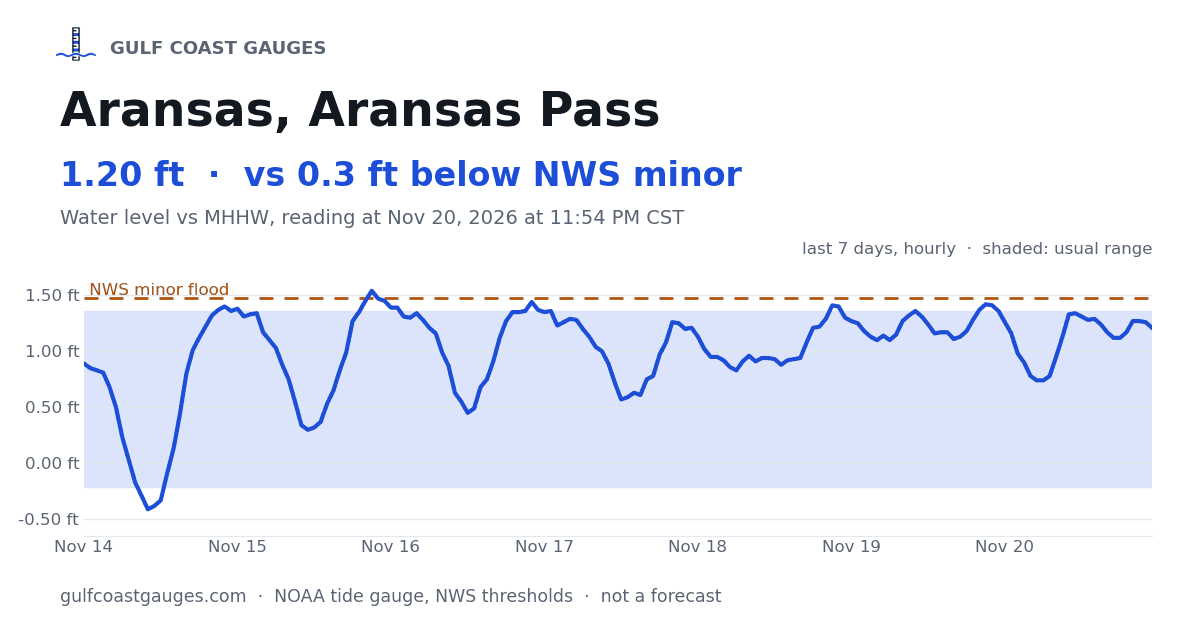 GULF COAST GAUGES
Aransas, Aransas Pass
1.20 ft · vs 0.3 ft below NWS minor
Water level vs MHHW, reading at Nov 20, 2026 at 11:54 PM CST
last 7 days, hourly · shaded: usual range
NWS minor flood
1.50 ft
1.00 ft
0.50 ft
0.00 ft
-0.50 ft
Nov 14 Nov 15 Nov 16 Nov 17 Nov 18 Nov 19 Nov 20
gulfcoastgauges.com · NOAA tide gauge, NWS thresholds · not a forecast